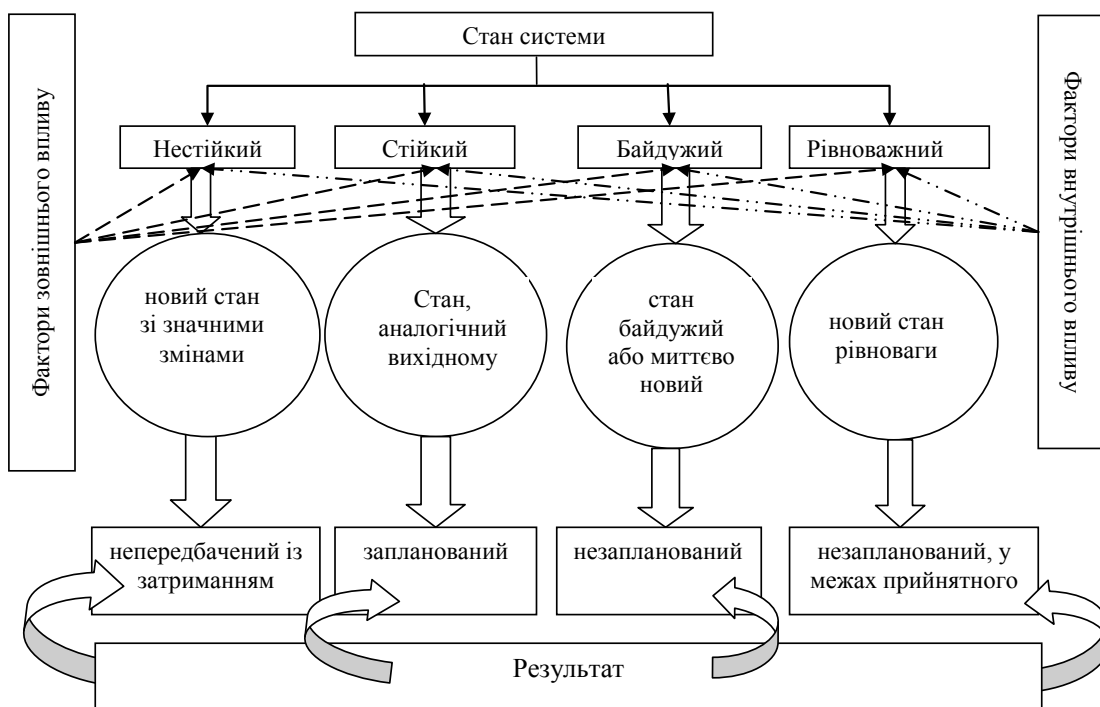 Стан системи
Фактори зовнішнього впливу
Фактори внутрішнього впливу
Нестійкий
Стійкий
Байдужий
Рівноважний
новий стан
зі значними
змінами
Стан,
аналогічний
вихідному
стан
байдужий
або миттєво
новий
новий стан
рівноваги
непередбачений із
затриманням
запланований
незапланований
незапланований, у
межах прийнятного
Результат